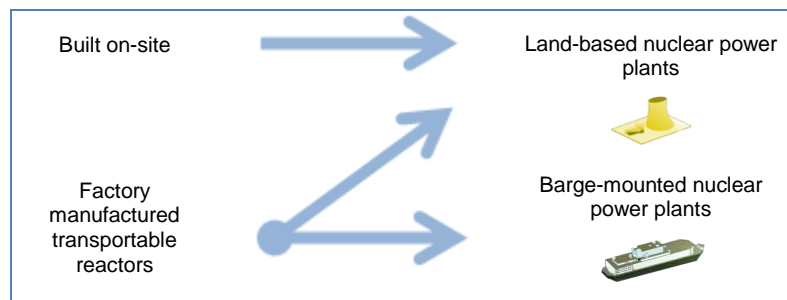 Built on-site
Land-based nuclear power
plants
Factory
manufactured
transportable
reactors
Barge-mounted nuclear
power plants